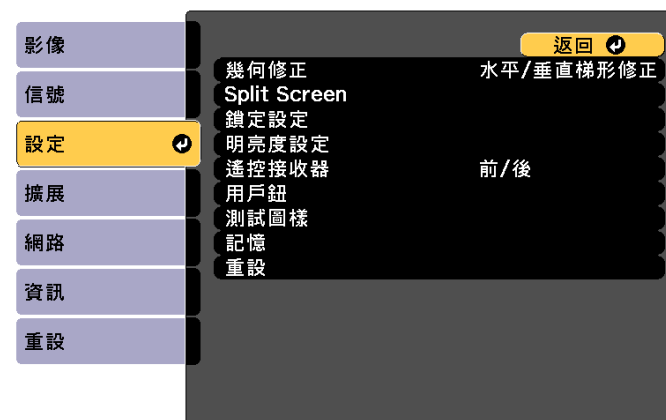 影像
信號
設定
擴展
網路
資訊
重設
返回
幾何修正 水平/垂直梯形修正
Split Screen
鎖定設定
明亮度設定
遙控接收器 前/後
用戶鈕
測試圖樣
記憶
重設